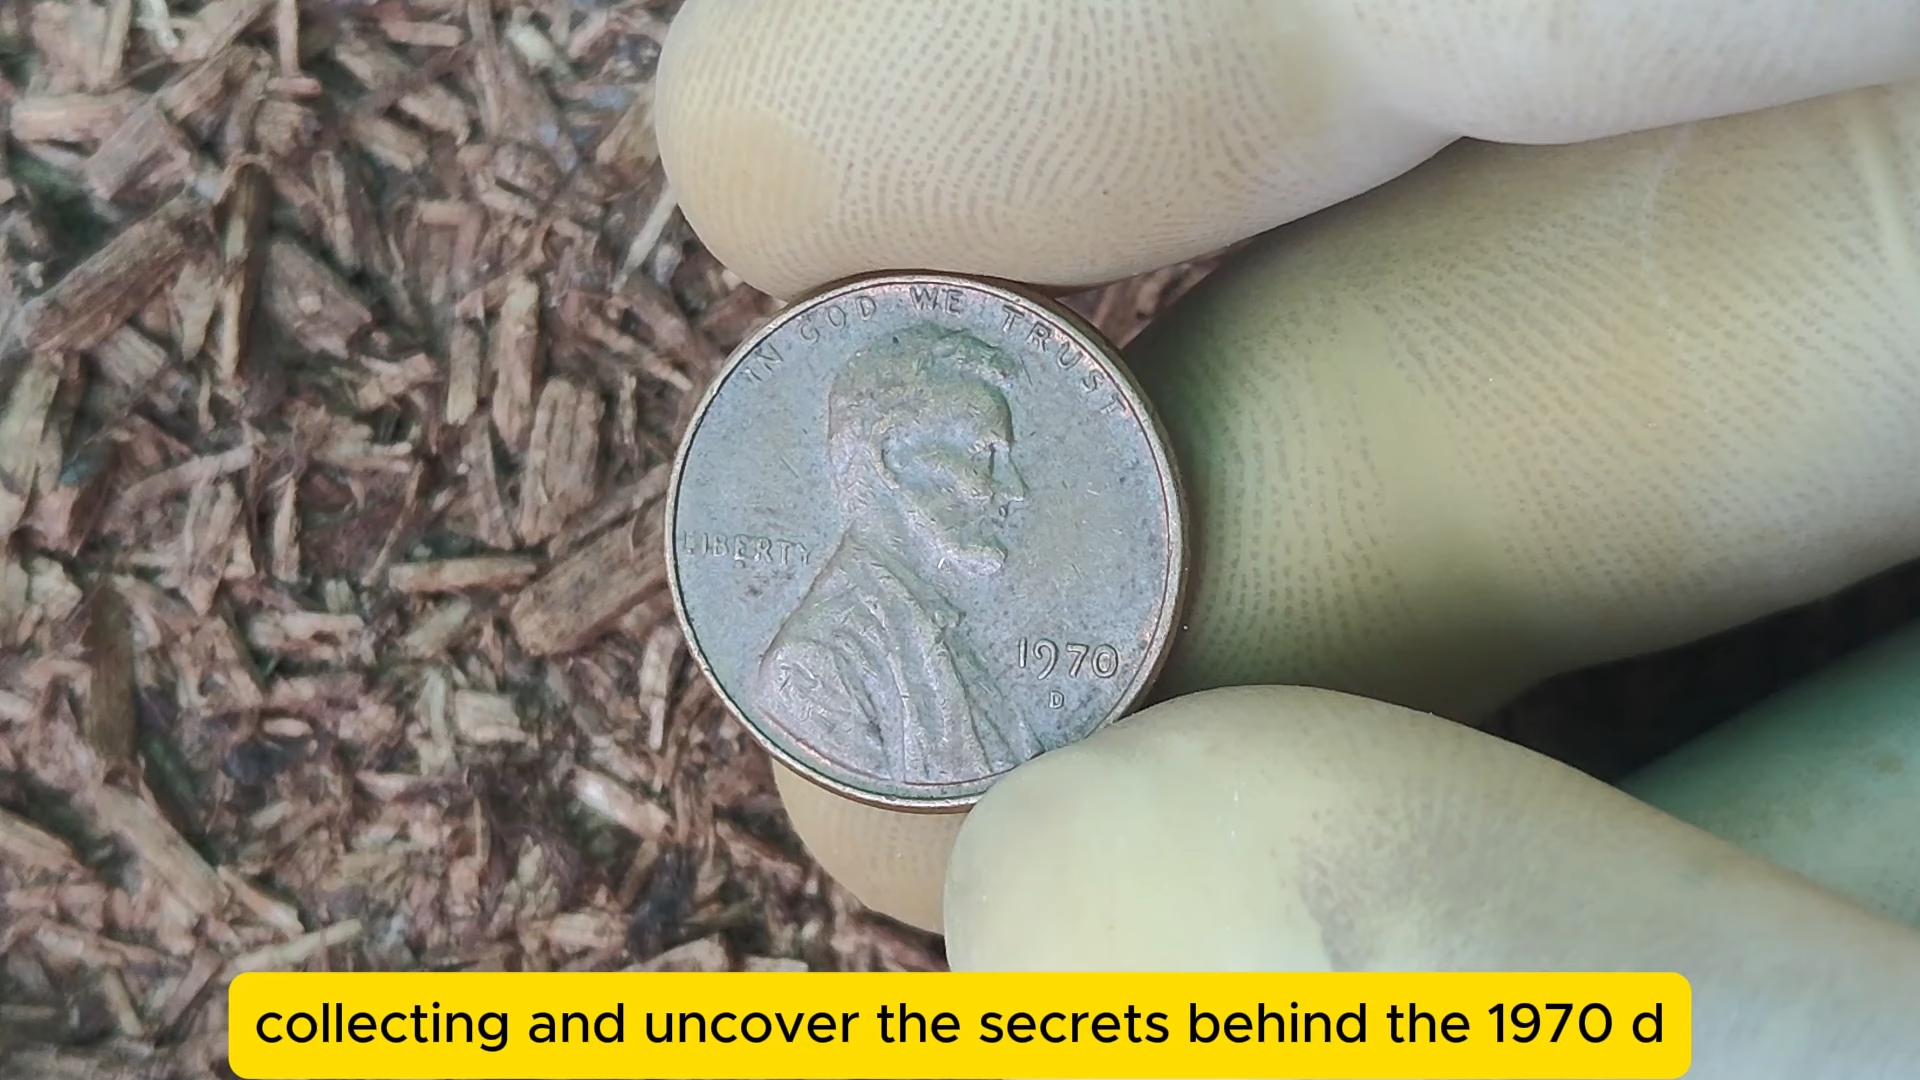 IN GOD WE TRUST
LIBERTY
1970
D
collecting and uncover the secrets behind the 1970 d